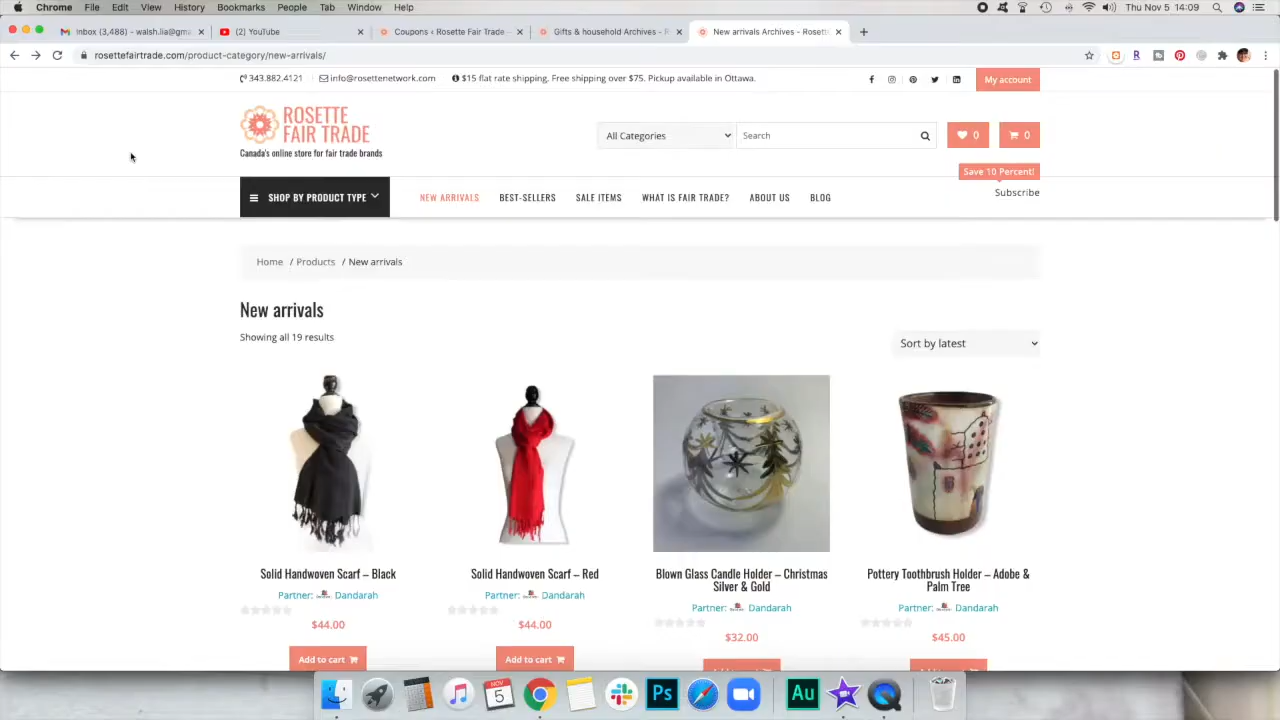 Chrome File Edit View History Bookmarks People Tab Window Help
Thu Nov 5 14:09
Inbox (3,488) - walsh.lia@gma
(2) YouTube
Coupons ‹ Rosette Fair Trade –
Gifts & household Archives - R
New arrivals Archives - Rosett
rosettefairtrade.com/product-category/new-arrivals/
343.882.4121
info@rosettenetwork.com
$15 flat rate shipping. Free shipping over $75. Pickup available in Ottawa.
My account
ROSETTE
FAIR TRADE
Canada's online store for fair trade brands
All Categories
Search
0
0
Save 10 Percent!
Subscribe
SHOP BY PRODUCT TYPE
NEW ARRIVALS
BEST-SELLERS
SALE ITEMS
WHAT IS FAIR TRADE?
ABOUT US
BLOG
Home / Products / New arrivals
New arrivals
Showing all 19 results
Sort by latest
Solid Handwoven Scarf – Black
Partner: Dandarah
$44.00
Add to cart
Solid Handwoven Scarf – Red
Partner: Dandarah
$44.00
Add to cart
Blown Glass Candle Holder – Christmas
Silver & Gold
Partner: Dandarah
$32.00
Pottery Toothbrush Holder – Adobe &
Palm Tree
Partner: Dandarah
$45.00
NOV
5
Ps
Au